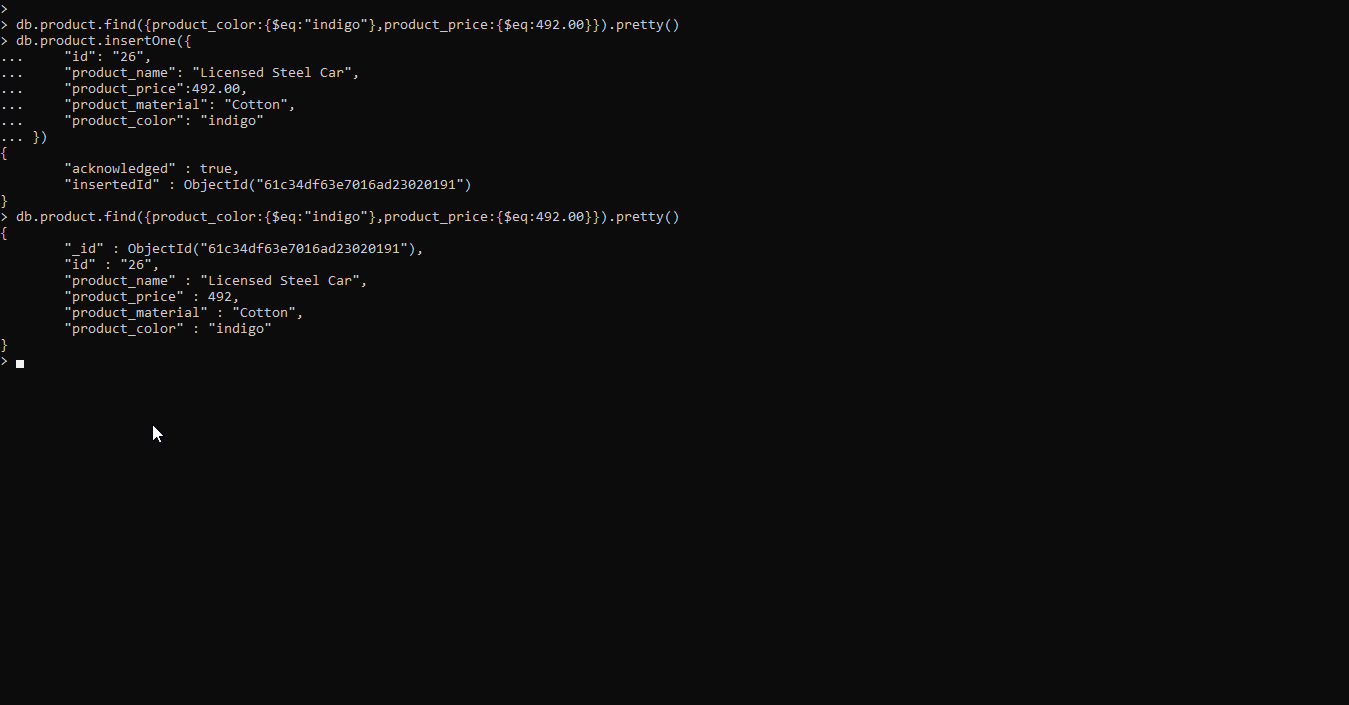 >
> db.product.find({product_color:{$eq:"indigo"},product_price:{$eq:492.00}}).pretty()
> db.product.insertOne({
...     "id": "26",
...     "product_name": "Licensed Steel Car",
...     "product_price":492.00,
...     "product_material": "Cotton",
...     "product_color": "indigo"
... })
{
        "acknowledged" : true,
        "insertedId" : ObjectId("61c34df63e7016ad23020191")
}
> db.product.find({product_color:{$eq:"indigo"},product_price:{$eq:492.00}}).pretty()
{
        "_id" : ObjectId("61c34df63e7016ad23020191"),
        "id" : "26",
        "product_name" : "Licensed Steel Car",
        "product_price" : 492,
        "product_material" : "Cotton",
        "product_color" : "indigo"
}
>